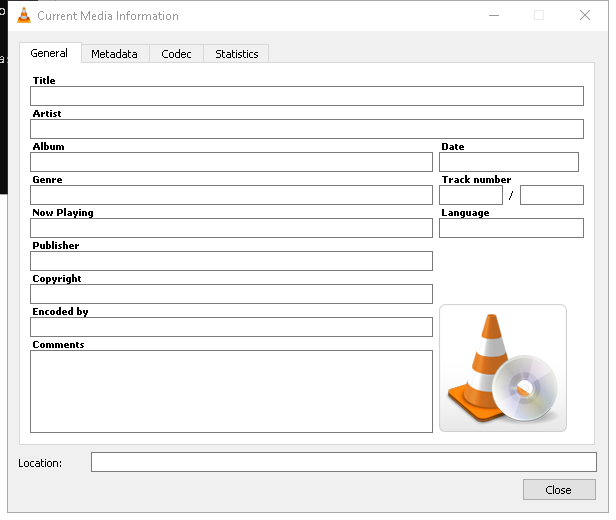 Current Media Information
General Metadata Codec Statistics
Title
Artist
Album Date
Genre Track number
/
Now Playing Language
Publisher
Copyright
Encoded by
Comments
Location:
Close